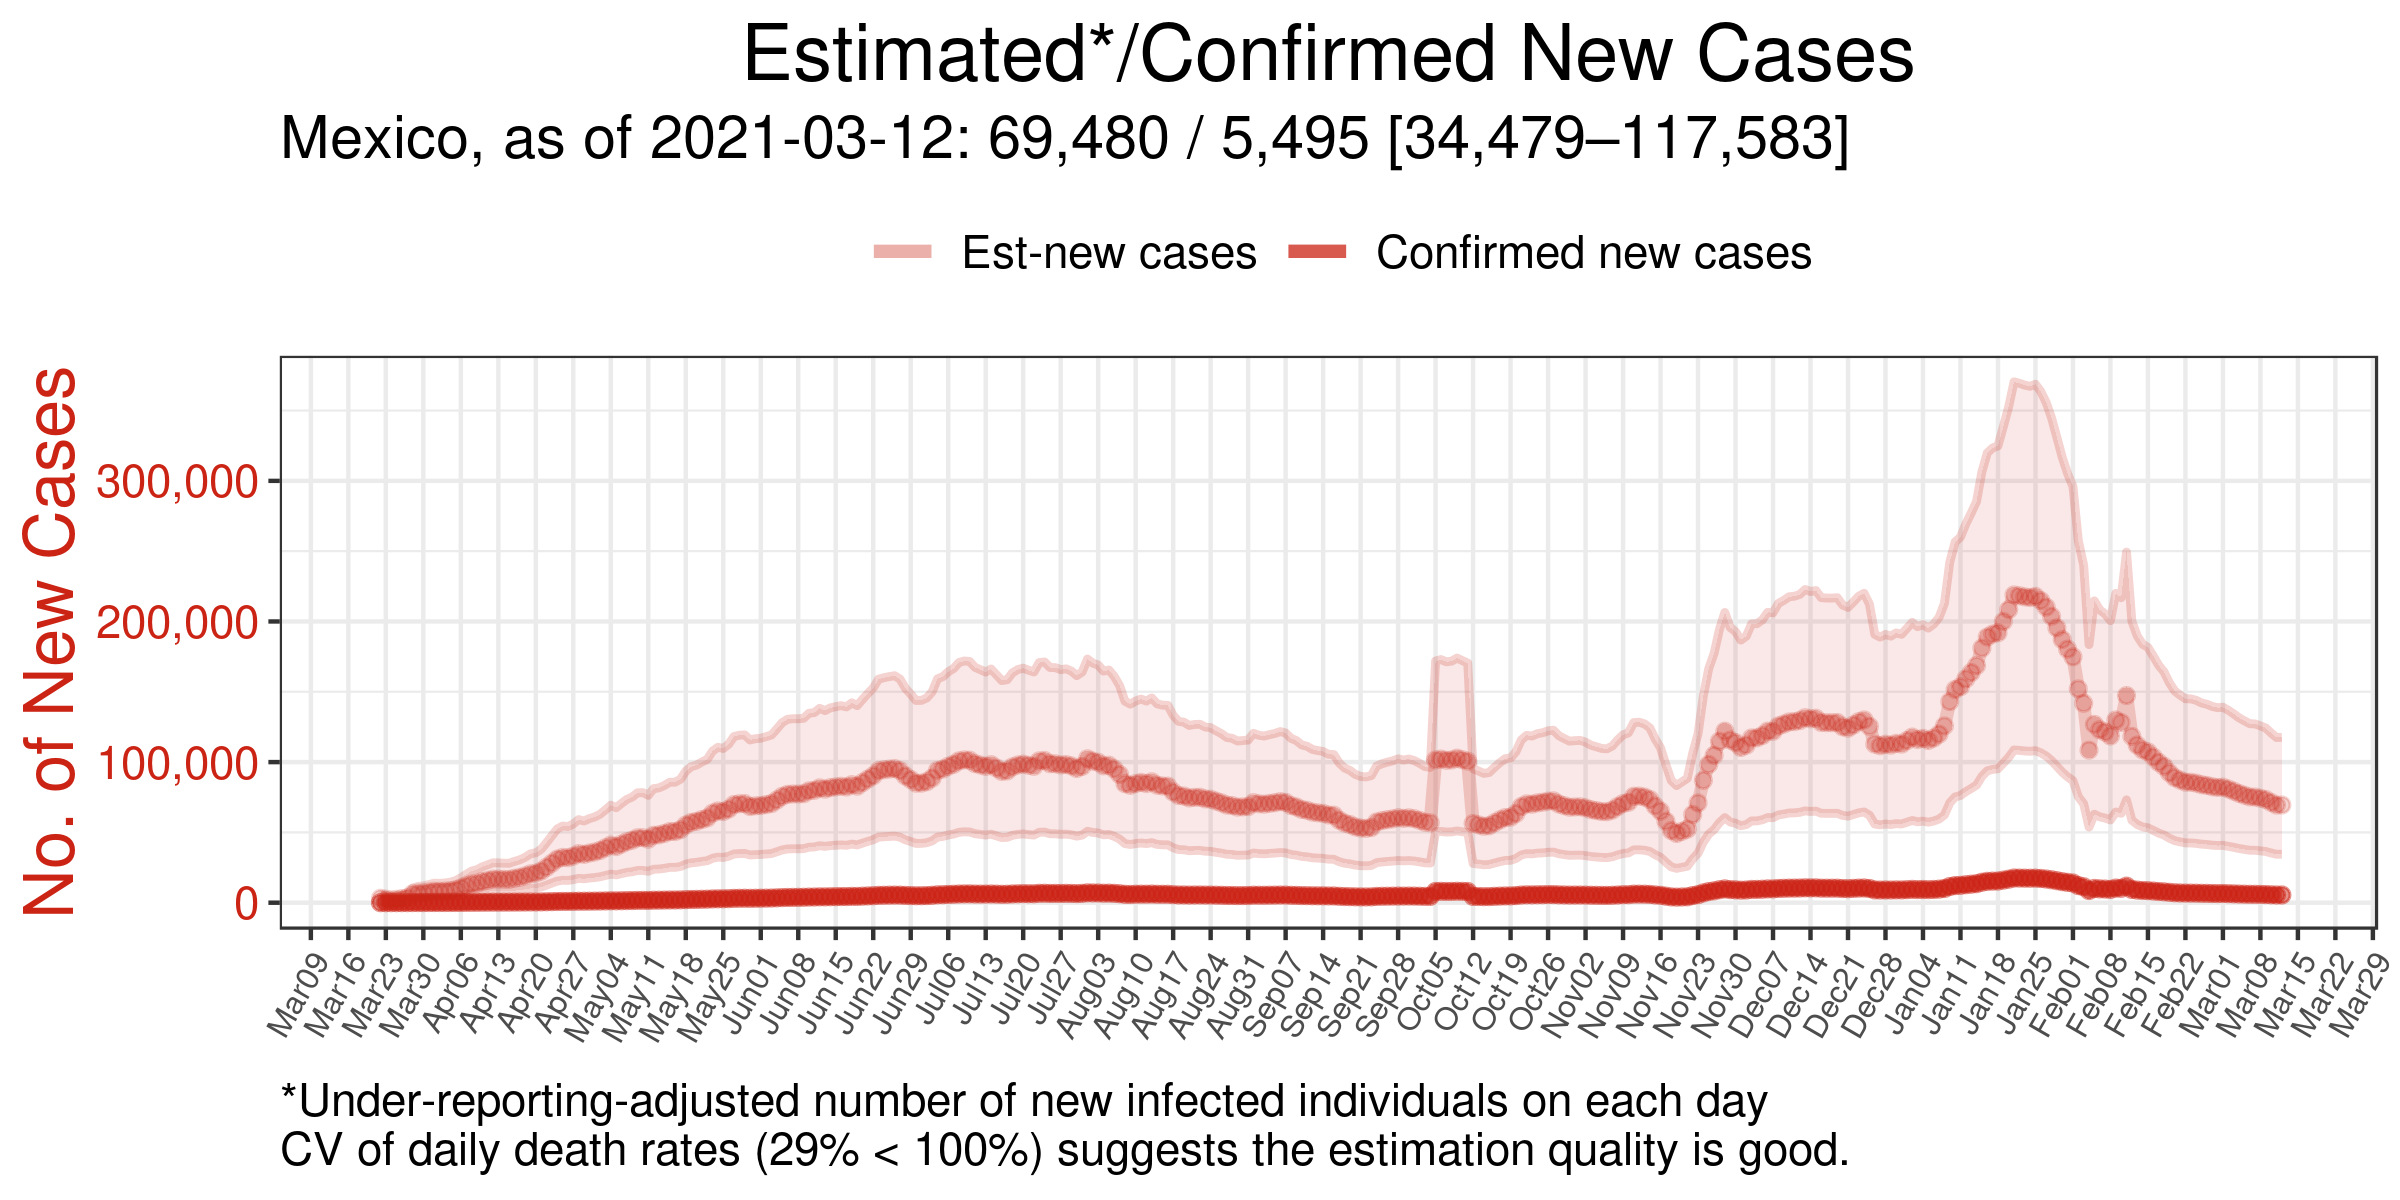 Estimated*/Confirmed New Cases
Mexico, as of 2021-03-12: 69,480 / 5,495 [34,479–117,583]
Est-new cases Confirmed new cases
No. of New Cases
300,000
200,000
100,000
0
Mar09 Mar16 Mar23 Mar30 Apr06 Apr13 Apr20 Apr27 May04 May11 May18 May25 Jun01 Jun08 Jun15 Jun22 Jun29 Jul06 Jul13 Jul20 Jul27 Aug03 Aug10 Aug17 Aug24 Aug31 Sep07 Sep14 Sep21 Sep28 Oct05 Oct12 Oct19 Oct26 Nov02 Nov09 Nov16 Nov23 Nov30 Dec07 Dec14 Dec21 Dec28 Jan04 Jan11 Jan18 Jan25 Feb01 Feb08 Feb15 Feb22 Mar01 Mar08 Mar15 Mar22 Mar29
*Under-reporting-adjusted number of new infected individuals on each day
CV of daily death rates (29% < 100%) suggests the estimation quality is good.